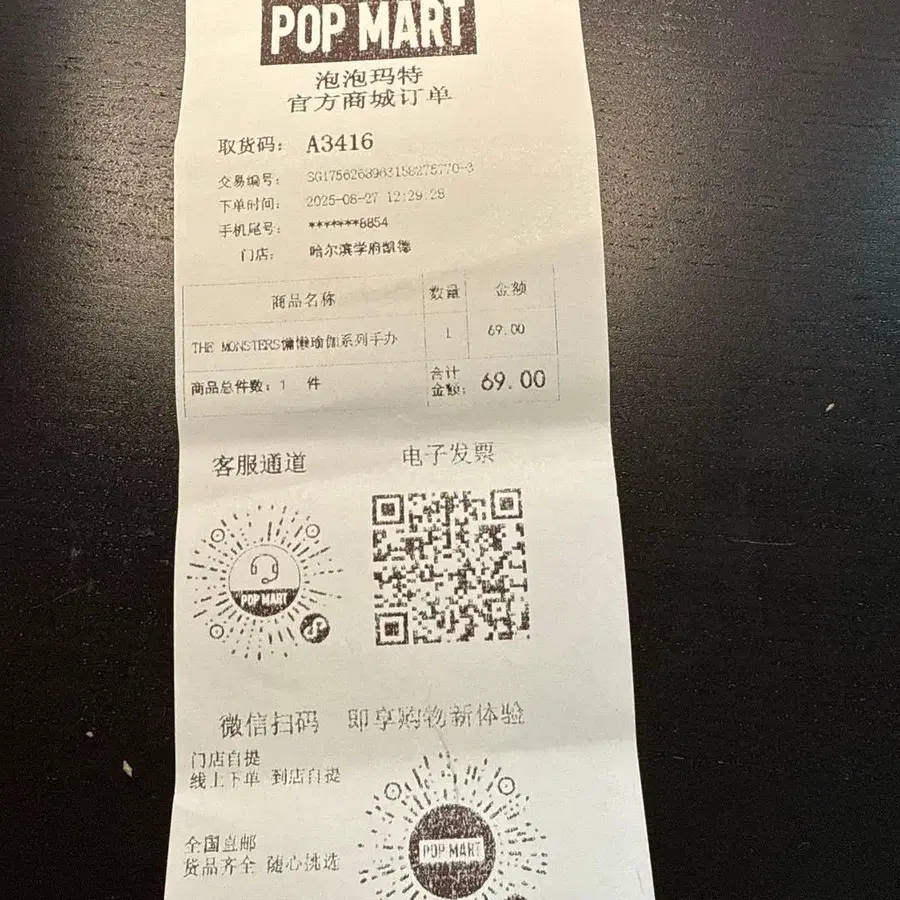 POP MART
泡泡玛特
官方商城订单
取货码： A3416
交易编号： SG1756268963158275770-3
下单时间： 2025-08-27 12:29:28
手机尾号： *******8854
门店： 哈尔滨学府凯德
商品名称 数量 金额
THE MONSTERS慵懒瑜伽系列手办 1 69.00
商品总件数：1 件 合计金额：69.00
客服通道 电子发票
POP MART
微信扫码 即享购物新体验
门店自提
线上下单 到店自提
全国直邮
货品齐全 随心挑选
POP MART